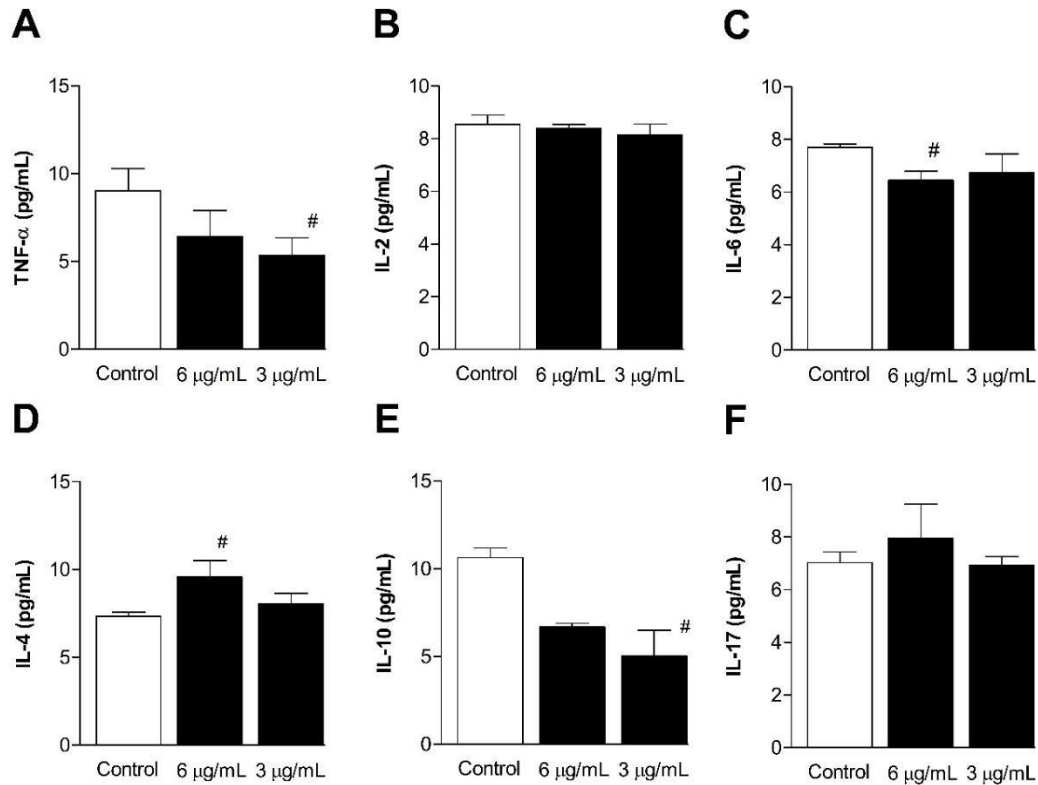 A
TNF-α (pg/mL)
15
10
5
0
#
Control 6 µg/mL 3 µg/mL
B
IL-2 (pg/mL)
10
8
6
4
2
0
Control 6 µg/mL 3 µg/mL
C
IL-6 (pg/mL)
10
8
6
4
2
0
#
Control 6 µg/mL 3 µg/mL
D
IL-4 (pg/mL)
15
10
5
0
#
Control 6 µg/mL 3 µg/mL
E
IL-10 (pg/mL)
15
10
5
0
#
Control 6 µg/mL 3 µg/mL
F
IL-17 (pg/mL)
10
8
6
4
2
0
Control 6 µg/mL 3 µg/mL